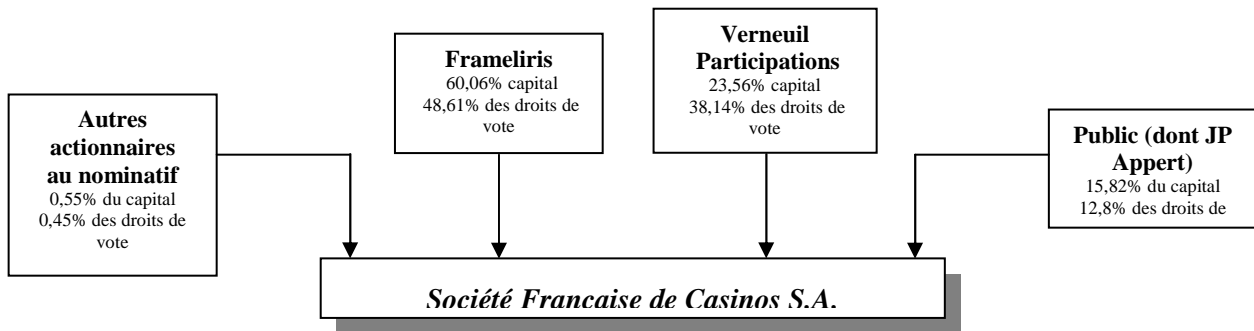 Autres
actionnaires
au nominatif
0,55% du capital
0,45% des droits de
vote
Frameliris
60,06% capital
48,61% des droits de
vote
Verneuil
Participations
23,56% capital
38,14% des droits de
vote
Public (dont JP
Appert)
15,82% du capital
12,8% des droits de
Société Française de Casinos S.A.